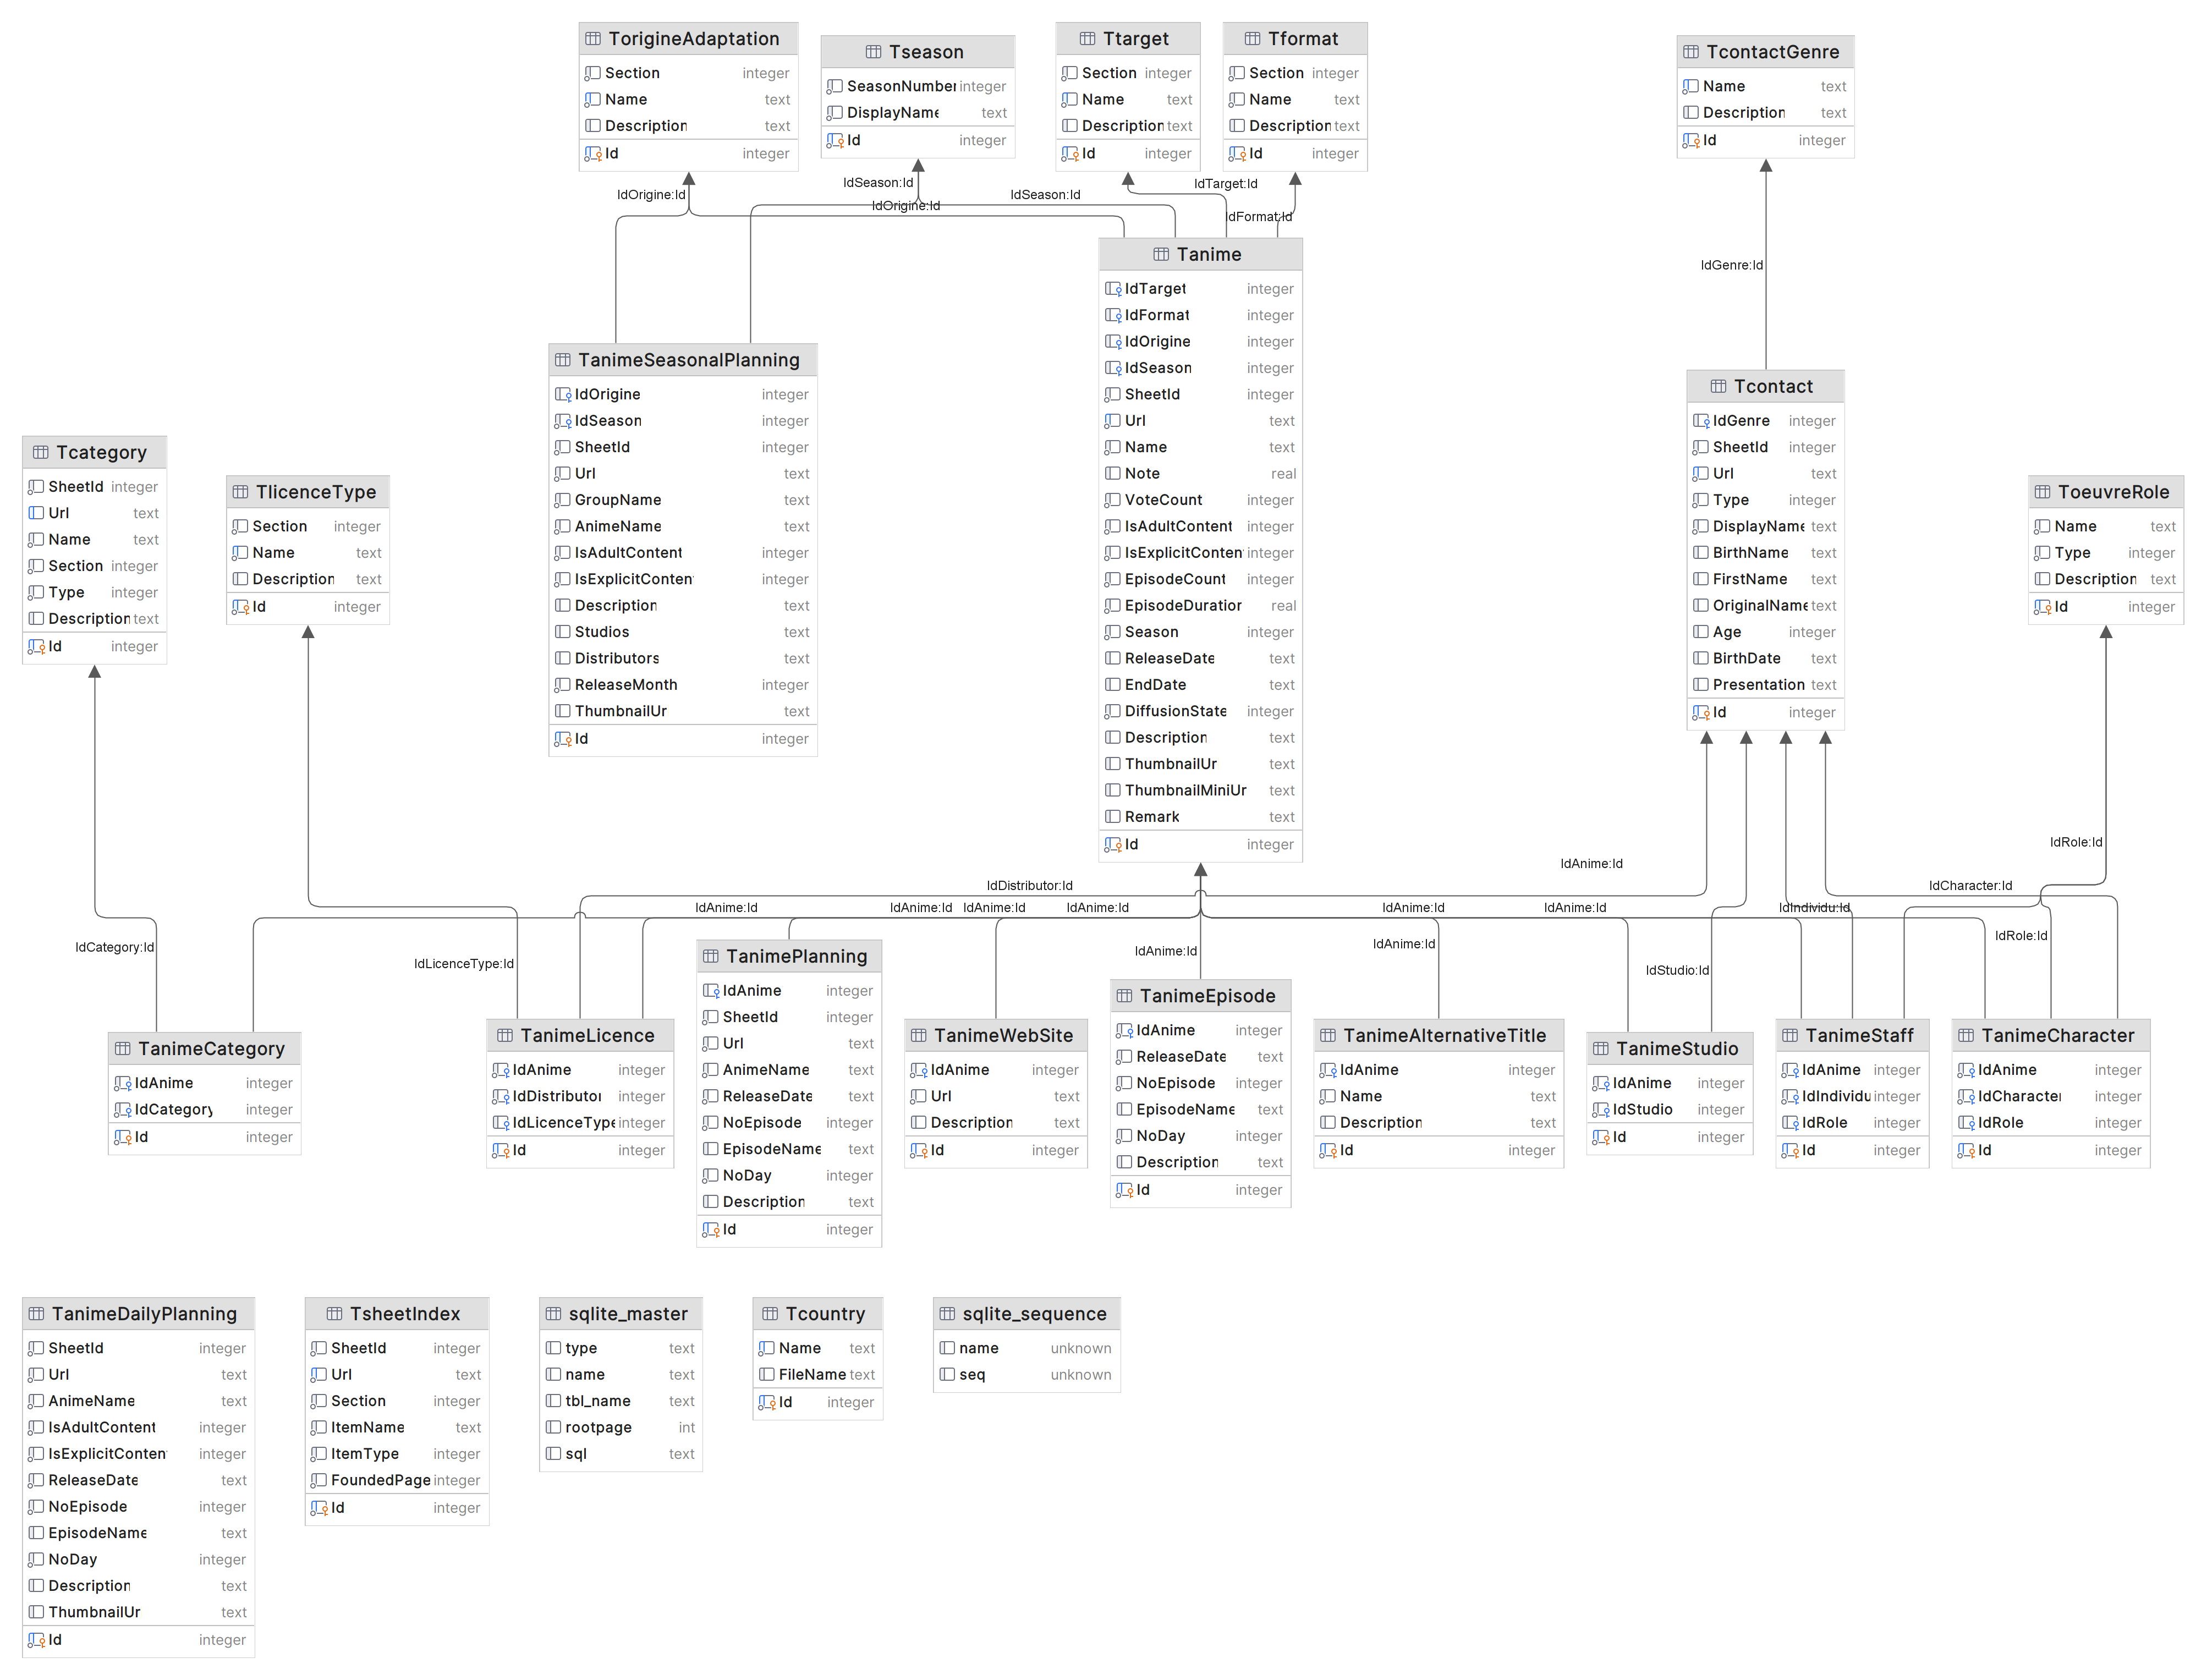 TorigineAdaptation
Section integer
Name text
Description text
Id integer
Tseason
SeasonNumber integer
DisplayName text
Id integer
Ttarget
Section integer
Name text
Description text
Id integer
Tformat
Section integer
Name text
Description text
Id integer
TcontactGenre
Name text
Description text
Id integer
IdOrigine:Id
IdSeason:Id
IdOrigine:Id
IdSeason:Id
IdTarget:Id
IdFormat:Id
IdGenre:Id
Tanime
IdTarget integer
IdFormat integer
IdOrigine integer
IdSeason integer
SheetId integer
Url text
Name text
Note real
VoteCount integer
IsAdultContent integer
IsExplicitConten integer
EpisodeCount integer
EpisodeDuration real
Season integer
ReleaseDate text
EndDate text
DiffusionState integer
Description text
ThumbnailUr text
ThumbnailMiniUr text
Remark text
Id integer
TanimeSeasonalPlanning
IdOrigine integer
IdSeason integer
SheetId integer
Url text
GroupName text
AnimeName text
IsAdultContent integer
IsExplicitConten integer
Description text
Studios text
Distributors text
ReleaseMonth integer
ThumbnailUr text
Id integer
Tcontact
IdGenre integer
SheetId integer
Url text
Type integer
DisplayName text
BirthName text
FirstName text
OriginalName text
Age integer
BirthDate text
Presentation text
Id integer
Tcategory
SheetId integer
Url text
Name text
Section integer
Type integer
Description text
Id integer
TlicenceType
Section integer
Name text
Description text
Id integer
ToeuvreRole
Name text
Type integer
Description text
Id integer
IdRole:Id
IdAnime:Id
IdDistributor:Id
IdCharacter:Id
IdAnime:Id
IdAnime:Id
IdAnime:Id
IdAnime:Id
IdAnime:Id
IdAnime:Id
IdIndividu:Id
IdCategory:Id
IdLicenceType:Id
IdAnime:Id
IdAnime:Id
IdStudio:Id
IdRole:Id
TanimeCategory
IdAnime integer
IdCategory integer
Id integer
TanimeLicence
IdAnime integer
IdDistributor integer
IdLicenceType integer
Id integer
TanimePlanning
IdAnime integer
SheetId integer
Url text
AnimeName text
ReleaseDate text
NoEpisode integer
EpisodeName text
NoDay integer
Description text
Id integer
TanimeWebSite
IdAnime integer
Url text
Description text
Id integer
TanimeEpisode
IdAnime integer
ReleaseDate text
NoEpisode integer
EpisodeName text
NoDay integer
Description text
Id integer
TanimeAlternativeTitle
IdAnime integer
Name text
Description text
Id integer
TanimeStudio
IdAnime integer
IdStudio integer
Id integer
TanimeStaff
IdAnime integer
IdIndividu integer
IdRole integer
Id integer
TanimeCharacter
IdAnime integer
IdCharacter integer
IdRole integer
Id integer
TanimeDailyPlanning
SheetId integer
Url text
AnimeName text
IsAdultContent integer
IsExplicitConten integer
ReleaseDate text
NoEpisode integer
EpisodeName text
NoDay integer
Description text
ThumbnailUr text
Id integer
TsheetIndex
SheetId integer
Url text
Section integer
ItemName text
ItemType integer
FoundedPage integer
Id integer
sqlite_master
type text
name text
tbl_name text
rootpage int
sql text
Tcountry
Name text
FileName text
Id integer
sqlite_sequence
name unknown
seq unknown